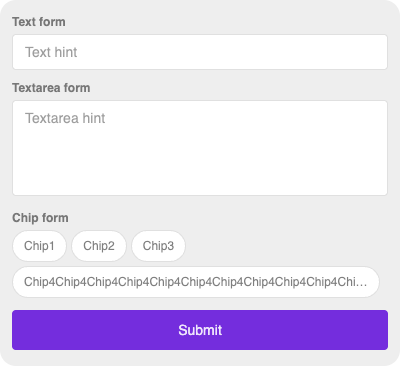 Text form
Text hint
Textarea form
Textarea hint
Chip form
Chip1 Chip2 Chip3
Chip4Chip4Chip4Chip4Chip4Chip4Chip4Chip4Chip4Chip4Chi...
Submit